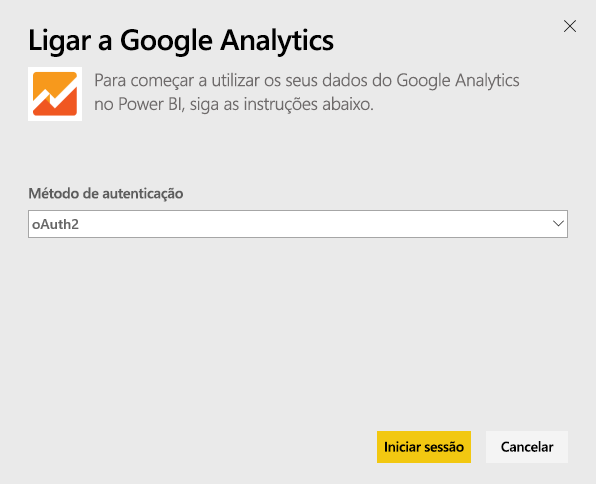 Ligar a Google Analytics
Para começar a utilizar os seus dados do Google Analytics
no Power BI, siga as instruções abaixo.
Método de autenticação
oAuth2
Iniciar sessão
Cancelar